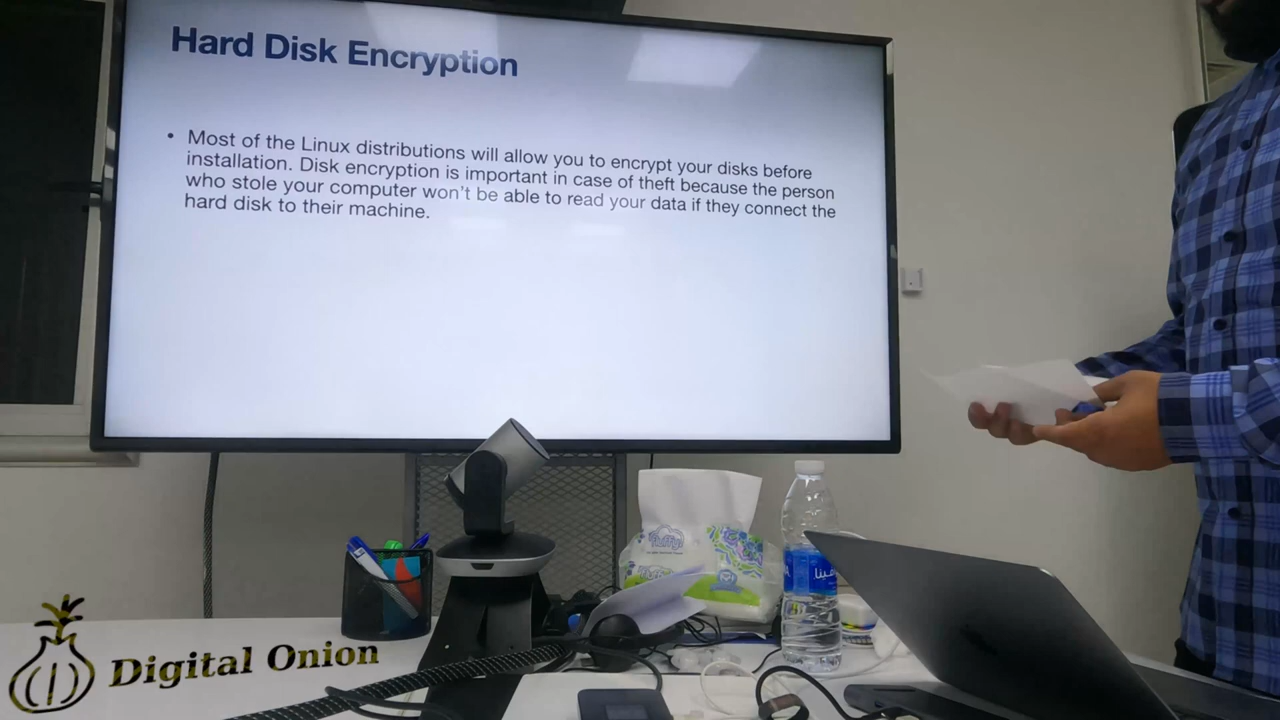 Hard Disk Encryption
• Most of the Linux distributions will allow you to encrypt your disks before
installation. Disk encryption is important in case of theft because the person
who stole your computer won't be able to read your data if they connect the
hard disk to their machine.
Digital Onion